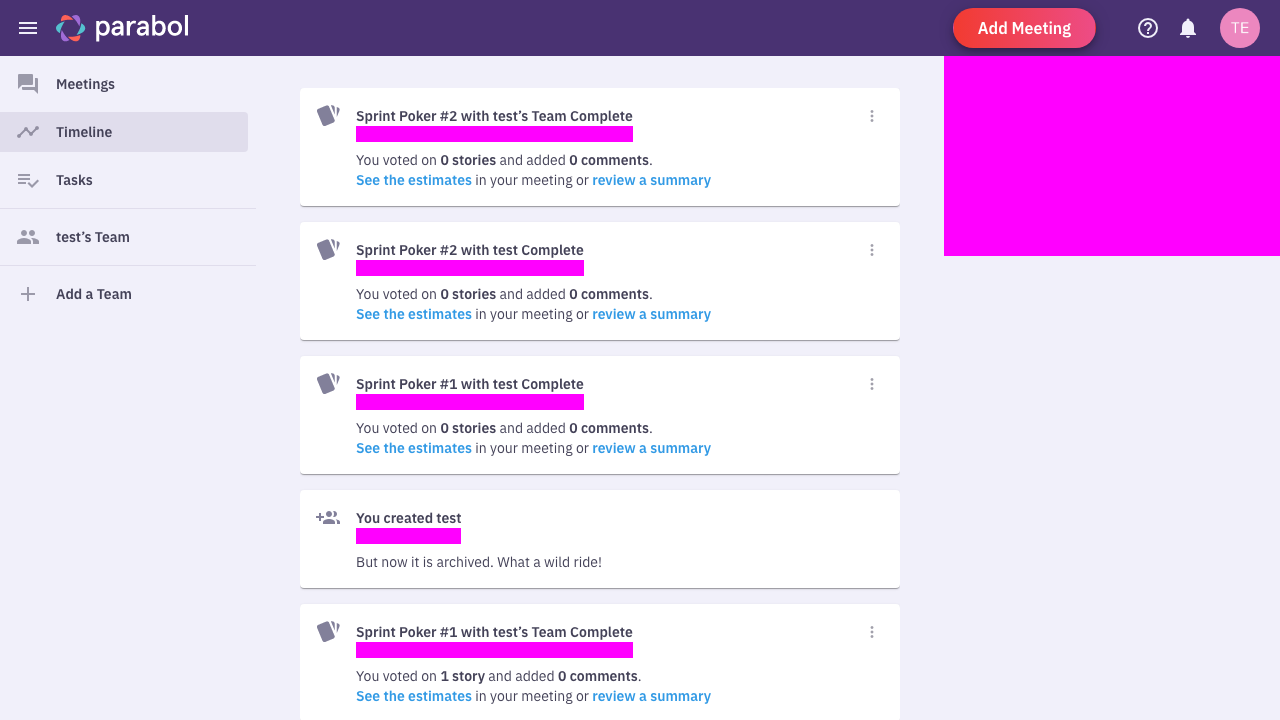 parabol
Add Meeting
TE
Meetings
Timeline
Tasks
test’s Team
Add a Team
Sprint Poker #2 with test’s Team Complete
You voted on 0 stories and added 0 comments.
See the estimates in your meeting or review a summary
Sprint Poker #2 with test Complete
You voted on 0 stories and added 0 comments.
See the estimates in your meeting or review a summary
Sprint Poker #1 with test Complete
You voted on 0 stories and added 0 comments.
See the estimates in your meeting or review a summary
You created test
But now it is archived. What a wild ride!
Sprint Poker #1 with test’s Team Complete
You voted on 1 story and added 0 comments.
See the estimates in your meeting or review a summary